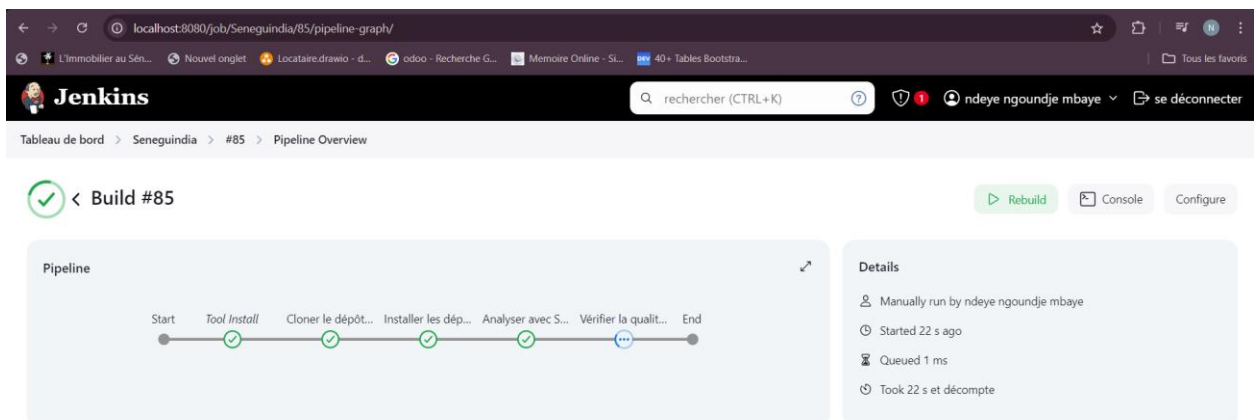 localhost:8080/job/Seneguindia/85/pipeline-graph/
N
L'Immobilier au Sén... Nouvel onglet Locataire.drawio - d... odoo - Recherche G... Memoire Online - Si... DEV 40+ Tables Bootstra... Tous les favoris
Jenkins rechercher (CTRL+K) ? 1 ndeye ngoundje mbaye se déconnecter
Tableau de bord > Seneguindia > #85 > Pipeline Overview
Build #85 Rebuild Console Configure
Pipeline
Start Tool Install Cloner le dépôt... Installer les dép... Analyser avec S... Vérifier la qualit... End
Details
Manually run by ndeye ngoundje mbaye
Started 22 s ago
Queued 1 ms
Took 22 s et décompte